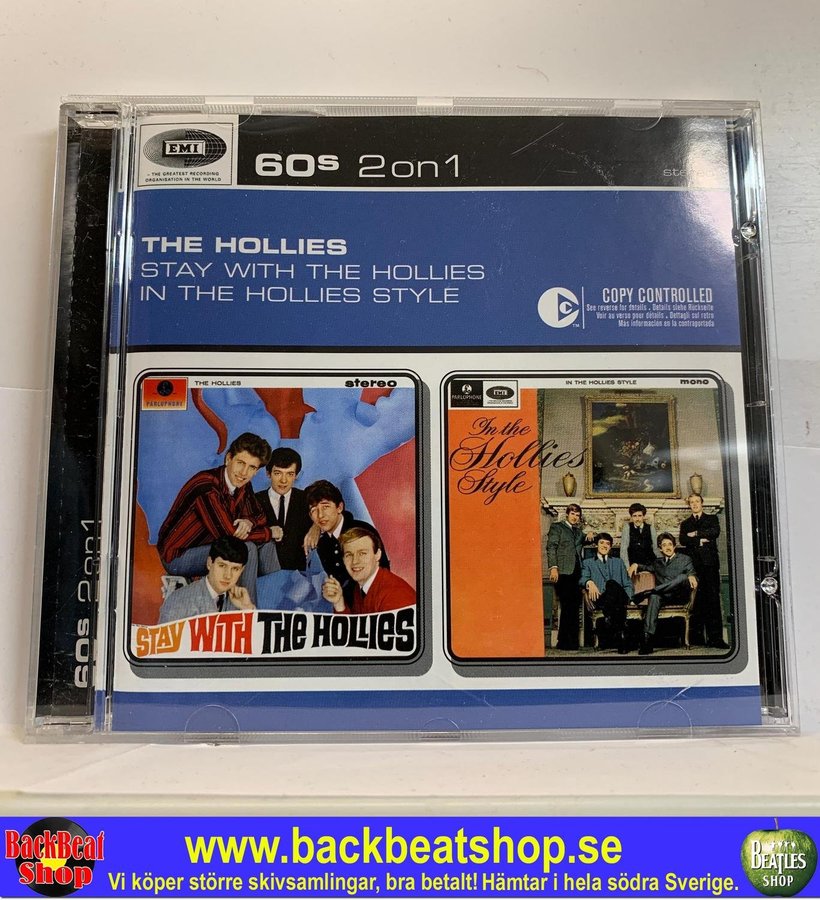 EMI
- THE GREATEST RECORDING
ORGANISATION IN THE WORLD
60s 2on1
THE HOLLIES
STAY WITH THE HOLLIES
IN THE HOLLIES STYLE
COPY CONTROLLED
See reverse for details . Details siehe Rückseite
Voir au verso pour détails . Dettagli sul retro
Más información en la contraportada
PARLOPHONE
THE HOLLIES
stereo
STAY WITH THE HOLLIES
PARLOPHONE
EMI
IN THE HOLLIES STYLE
mono
In the
Hollies
Style
60s 2on1
BackBeat
Shop
www.backbeatshop.se
Vi köper större skivsamlingar, bra betalt! Hämtar i hela södra Sverige.
BEATLES
SHOP